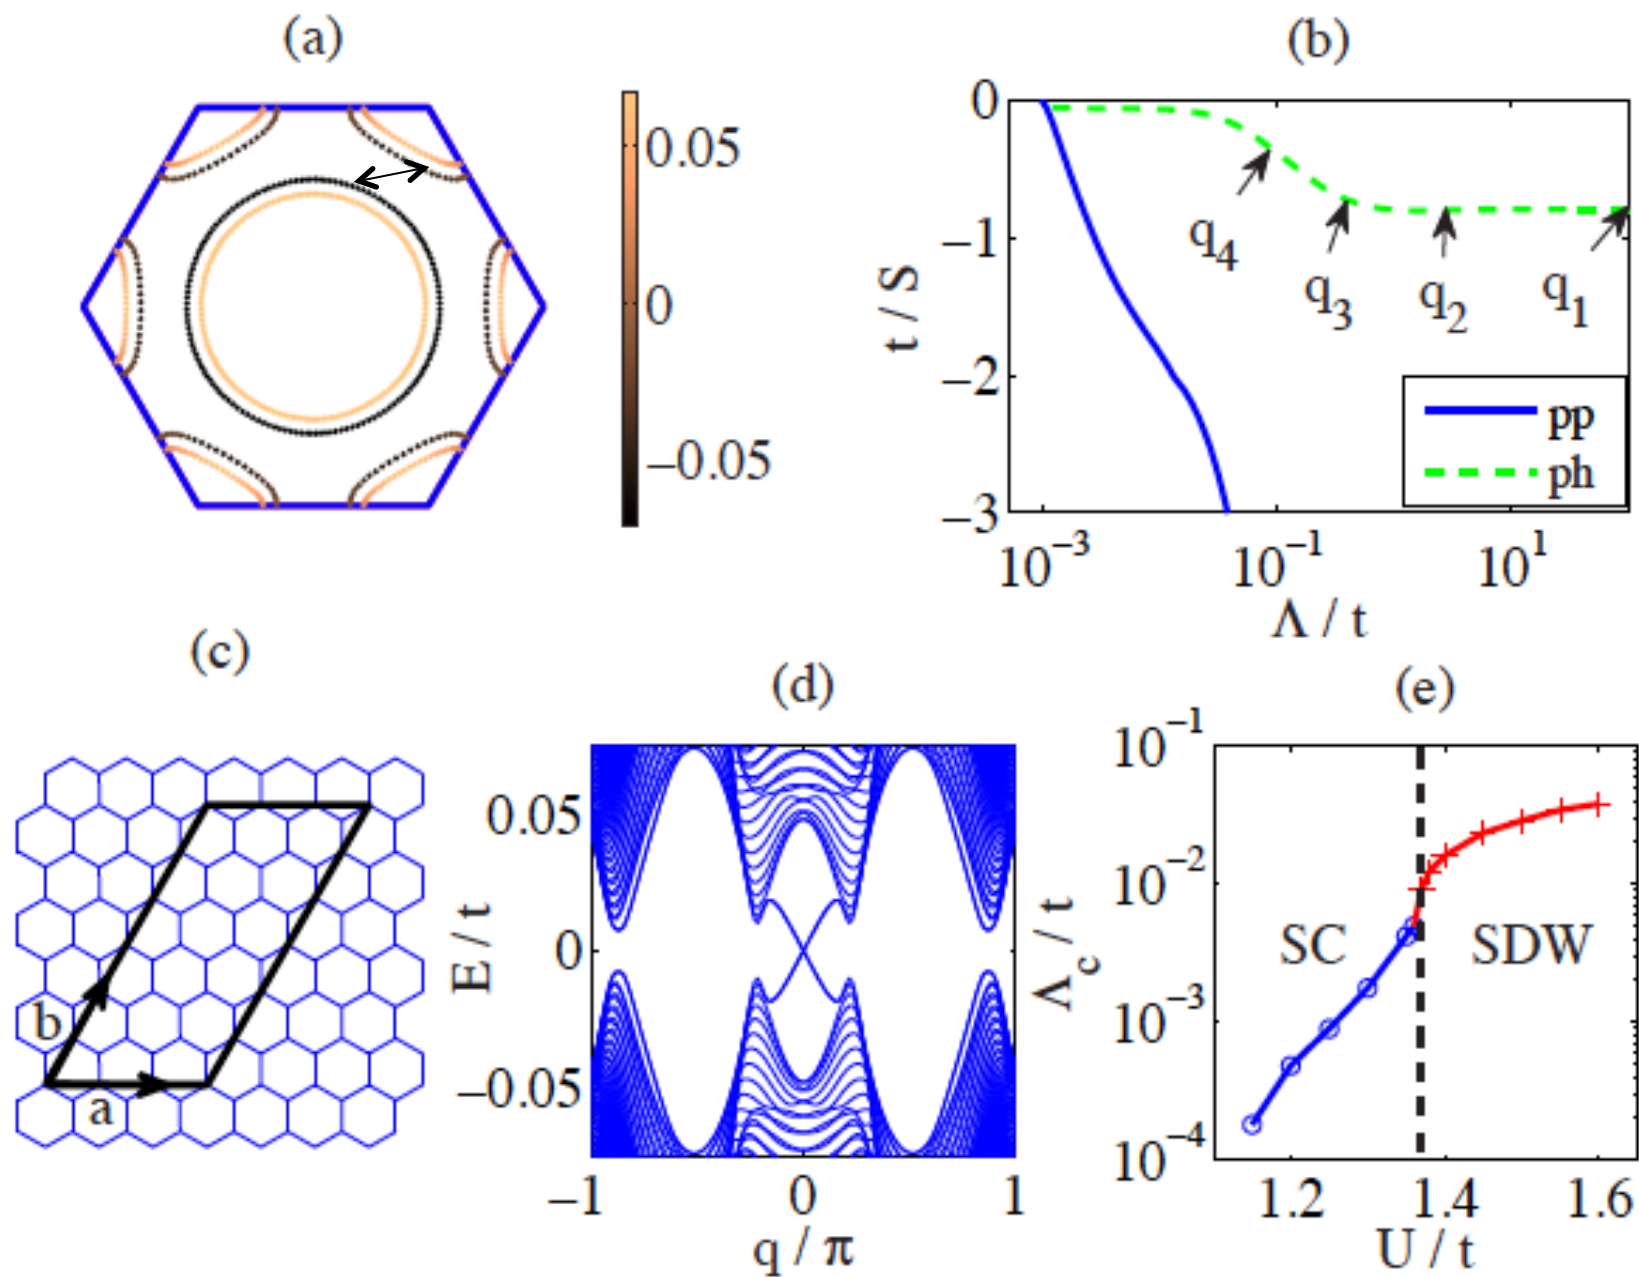 (a)
0.05
0
−0.05
(b)
0
−1
−2
−3
t / S
q4
q3
q2
q1
pp
ph
10−3
10−1
101
Λ / t
(c)
b
a
(d)
0.05
0
−0.05
E / t
−1
0
1
q / π
(e)
10−1
10−2
10−3
10−4
Λc / t
SC
SDW
1.2
1.4
1.6
U / t